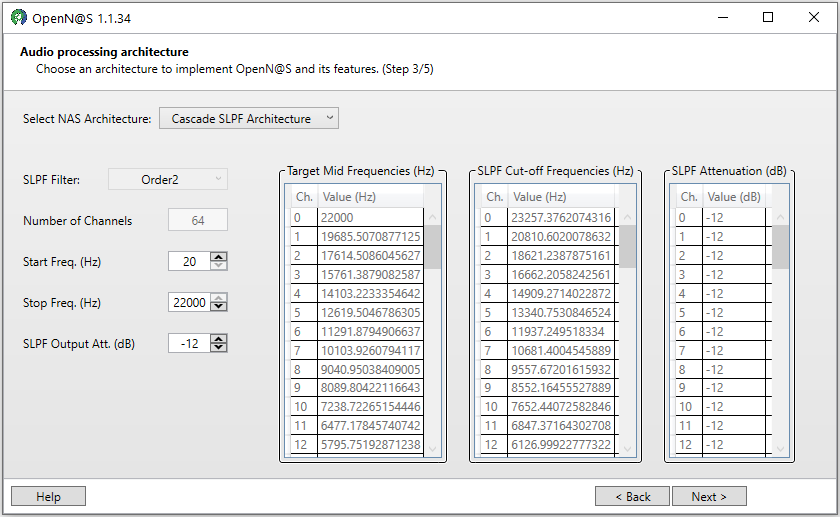 OpenN@S 1.1.34
Audio processing architecture
Choose an architecture to implement OpenN@S and its features. (Step 3/5)
Select NAS Architecture: Cascade SLPF Architecture
SLPF Filter: Order2
Number of Channels 64
Start Freq. (Hz) 20
Stop Freq. (Hz) 22000
SLPF Output Att. (dB) -12
Target Mid Frequencies (Hz)
Ch. Value (Hz)
0 22000
1 19685.5070877125
2 17614.5086045627
3 15761.3879082587
4 14103.2233354642
5 12619.5046786305
6 11291.8794906637
7 10103.9260794117
8 9040.95038409005
9 8089.80422116643
10 7238.72265154446
11 6477.17845740742
12 5795.75192871238
SLPF Cut-off Frequencies (Hz)
Ch. Value (Hz)
0 23257.3762074316
1 20810.6020078632
2 18621.2387875161
3 16662.2058242561
4 14909.2714022872
5 13340.7530846524
6 11937.249518334
7 10681.4004545889
8 9557.67201615932
9 8552.16455527889
10 7652.44072582846
11 6847.37164302708
12 6126.99922777322
SLPF Attenuation (dB)
Ch. Value (dB)
0 -12
1 -12
2 -12
3 -12
4 -12
5 -12
6 -12
7 -12
8 -12
9 -12
10 -12
11 -12
12 -12
Help
< Back
Next >